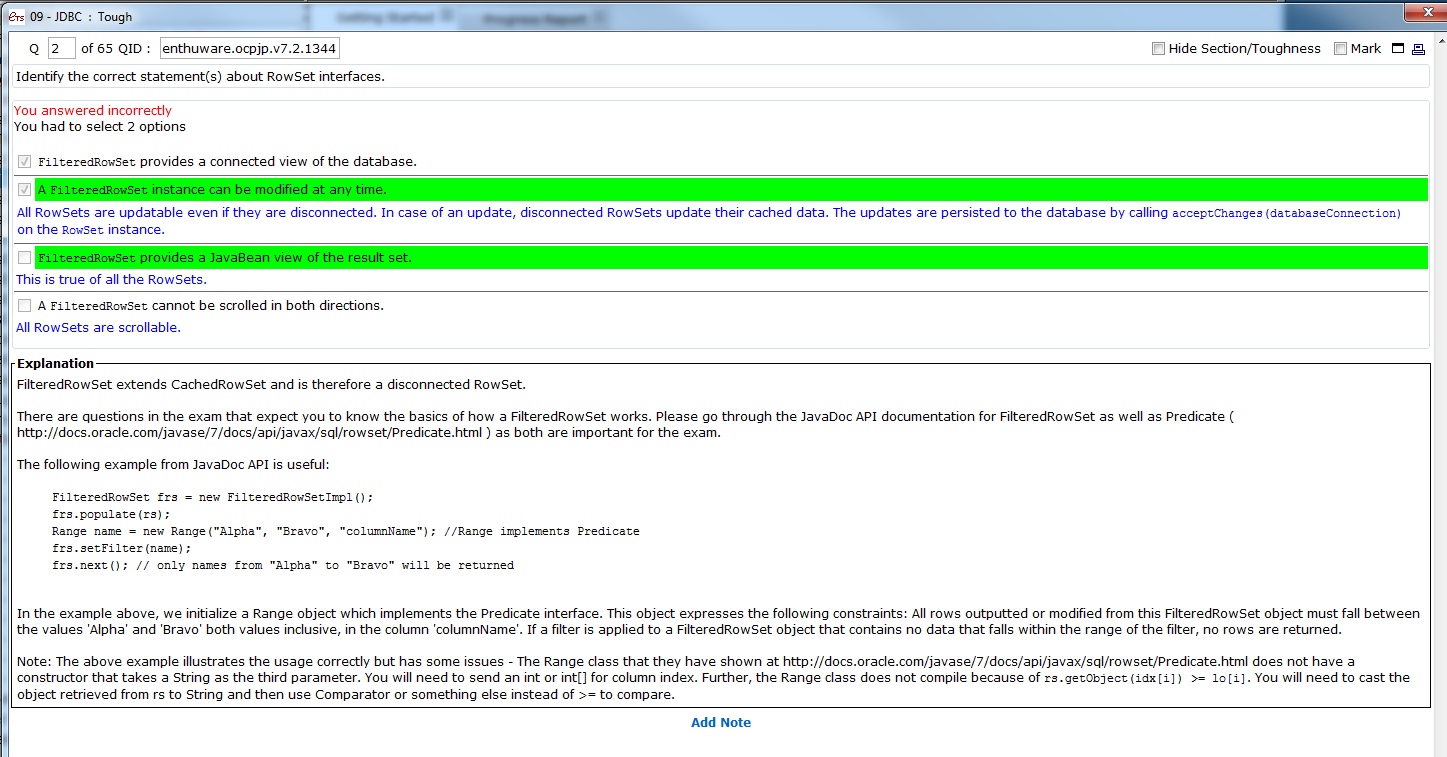 ETS 09 - JDBC : Tough
Getting Started
Progress Report
Q 2 of 65 QID : enthuware.ocpjp.v7.2.1344 Hide Section/Toughness Mark
Identify the correct statement(s) about RowSet interfaces.
You answered incorrectly
You had to select 2 options
FilteredRowSet provides a connected view of the database.
A FilteredRowSet instance can be modified at any time.
All RowSets are updatable even if they are disconnected. In case of an update, disconnected RowSets update their cached data. The updates are persisted to the database by calling acceptChanges(databaseConnection)
on the RowSet instance.
FilteredRowSet provides a JavaBean view of the result set.
This is true of all the RowSets.
A FilteredRowSet cannot be scrolled in both directions.
All RowSets are scrollable.
Explanation
FilteredRowSet extends CachedRowSet and is therefore a disconnected RowSet.
There are questions in the exam that expect you to know the basics of how a FilteredRowSet works. Please go through the JavaDoc API documentation for FilteredRowSet as well as Predicate (
http://docs.oracle.com/javase/7/docs/api/javax/sql/rowset/Predicate.html ) as both are important for the exam.
The following example from JavaDoc API is useful:
FilteredRowSet frs = new FilteredRowSetImpl();
frs.populate(rs);
Range name = new Range("Alpha", "Bravo", "columnName"); //Range implements Predicate
frs.setFilter(name);
frs.next(); // only names from "Alpha" to "Bravo" will be returned
In the example above, we initialize a Range object which implements the Predicate interface. This object expresses the following constraints: All rows outputted or modified from this FilteredRowSet object must fall between
the values 'Alpha' and 'Bravo' both values inclusive, in the column 'columnName'. If a filter is applied to a FilteredRowSet object that contains no data that falls within the range of the filter, no rows are returned.
Note: The above example illustrates the usage correctly but has some issues - The Range class that they have shown at http://docs.oracle.com/javase/7/docs/api/javax/sql/rowset/Predicate.html does not have a
constructor that takes a String as the third parameter. You will need to send an int or int[] for column index. Further, the Range class does not compile because of rs.getObject(idx[i]) >= lo[i]. You will need to cast the
object retrieved from rs to String and then use Comparator or something else instead of >= to compare.
Add Note